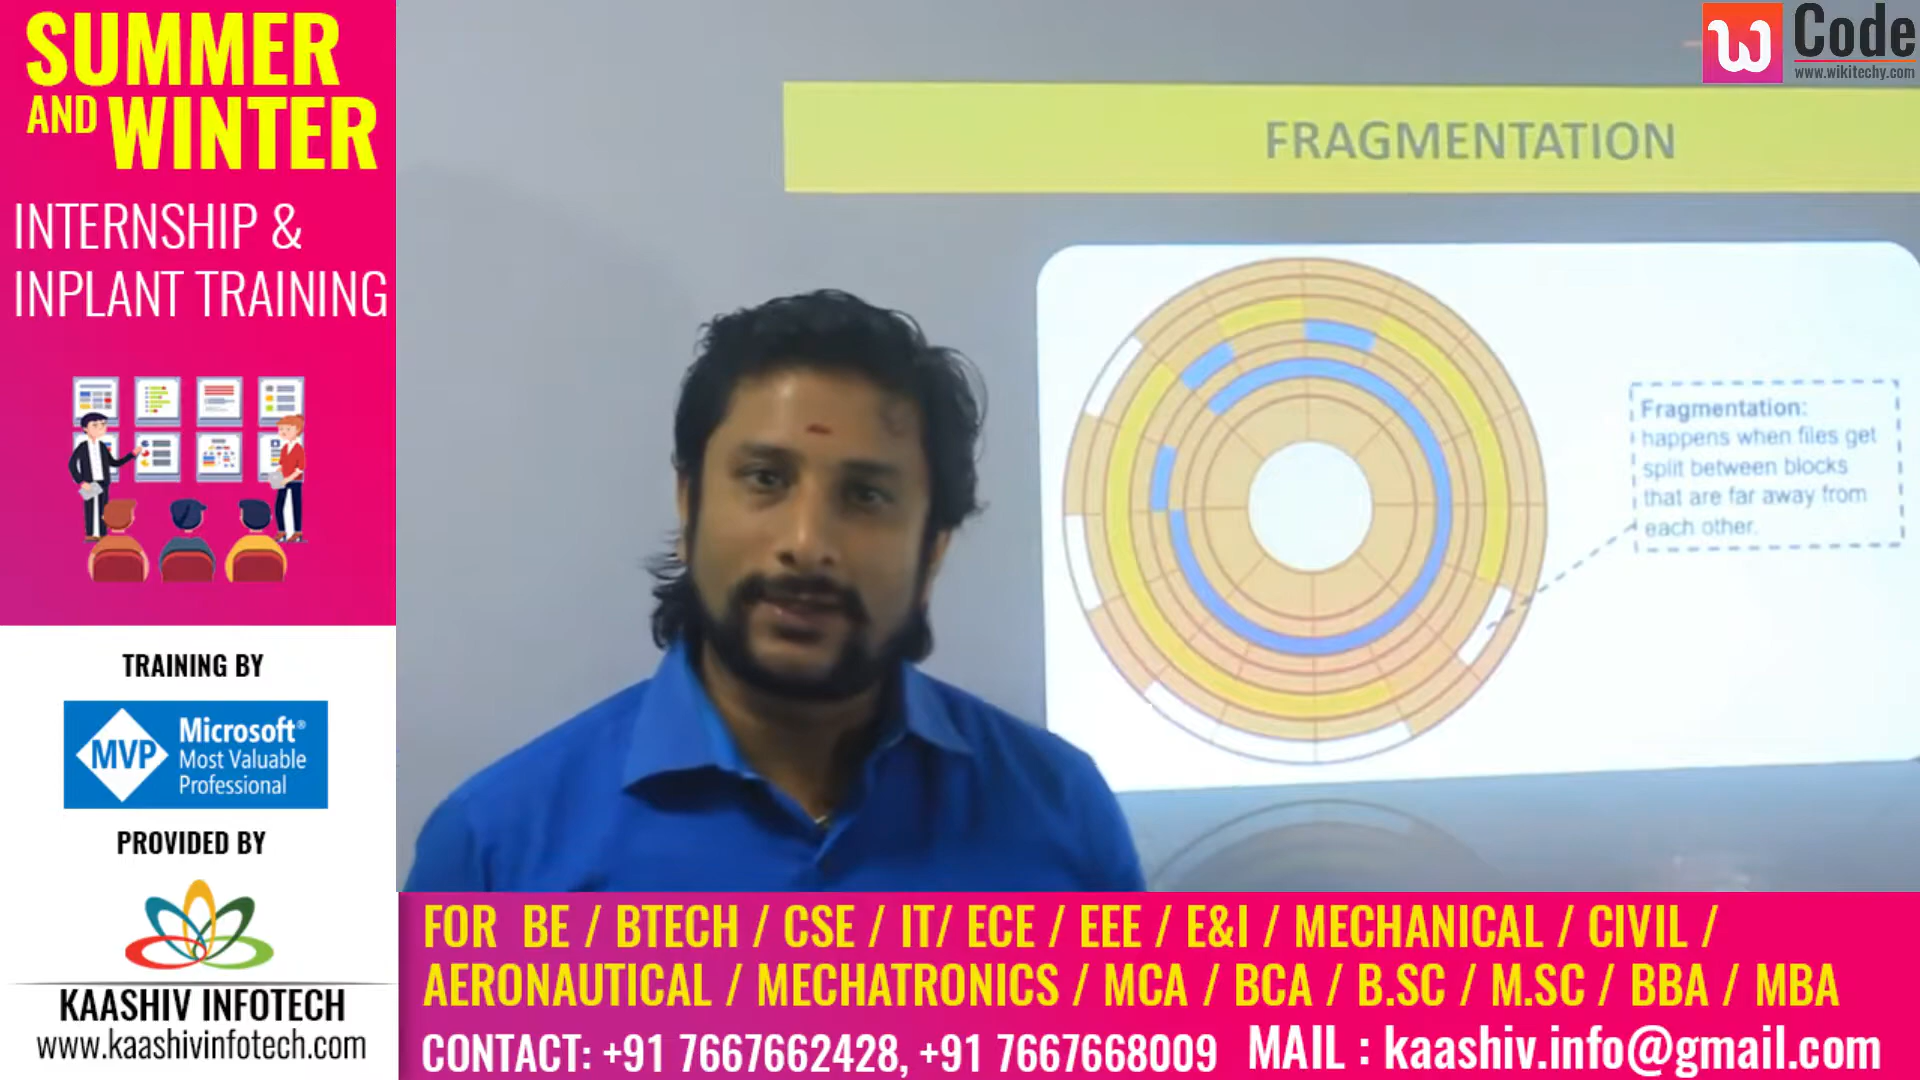 SUMMER
AND WINTER
INTERNSHIP &
INPLANT TRAINING
TRAINING BY
MVP
Microsoft®
Most Valuable
Professional
PROVIDED BY
KAASHIV INFOTECH
www.kaashivinfotech.com
W Code
www.wikitechy.com
FRAGMENTATION
Fragmentation:
happens when files get
split between blocks
that are far away from
each other.
FOR BE / BTECH / CSE / IT/ ECE / EEE / E&I / MECHANICAL / CIVIL /
AERONAUTICAL / MECHATRONICS / MCA / BCA / B.SC / M.SC / BBA / MBA
CONTACT: +91 7667662428, +91 7667668009 MAIL : kaashiv.info@gmail.com